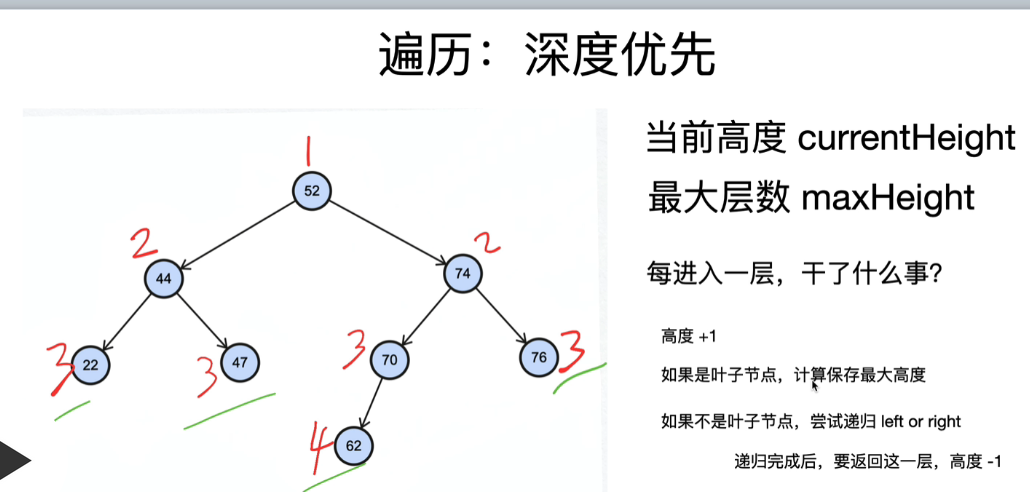 遍历：深度优先
1
52
当前高度 currentHeight
最大层数 maxHeight
2
44
2
74
每进入一层，干了什么事?
高度 +1
3
22
3
47
3
70
76
3
如果是叶子节点，计算保存最大高度
如果不是叶子节点，尝试递归 left or right
4
62
递归完成后，要返回这一层，高度 -1